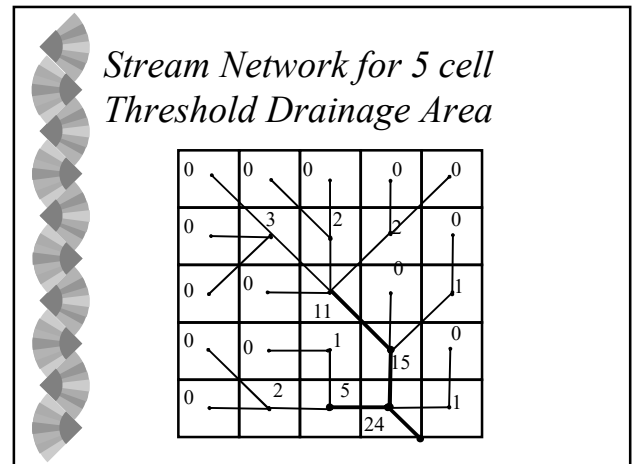 Stream Network for 5 cell
Threshold Drainage Area
0 0 0 0 0
0 3 2 2 0
0 0 11 0 1
0 0 1 15 0
0 2 5 24 1